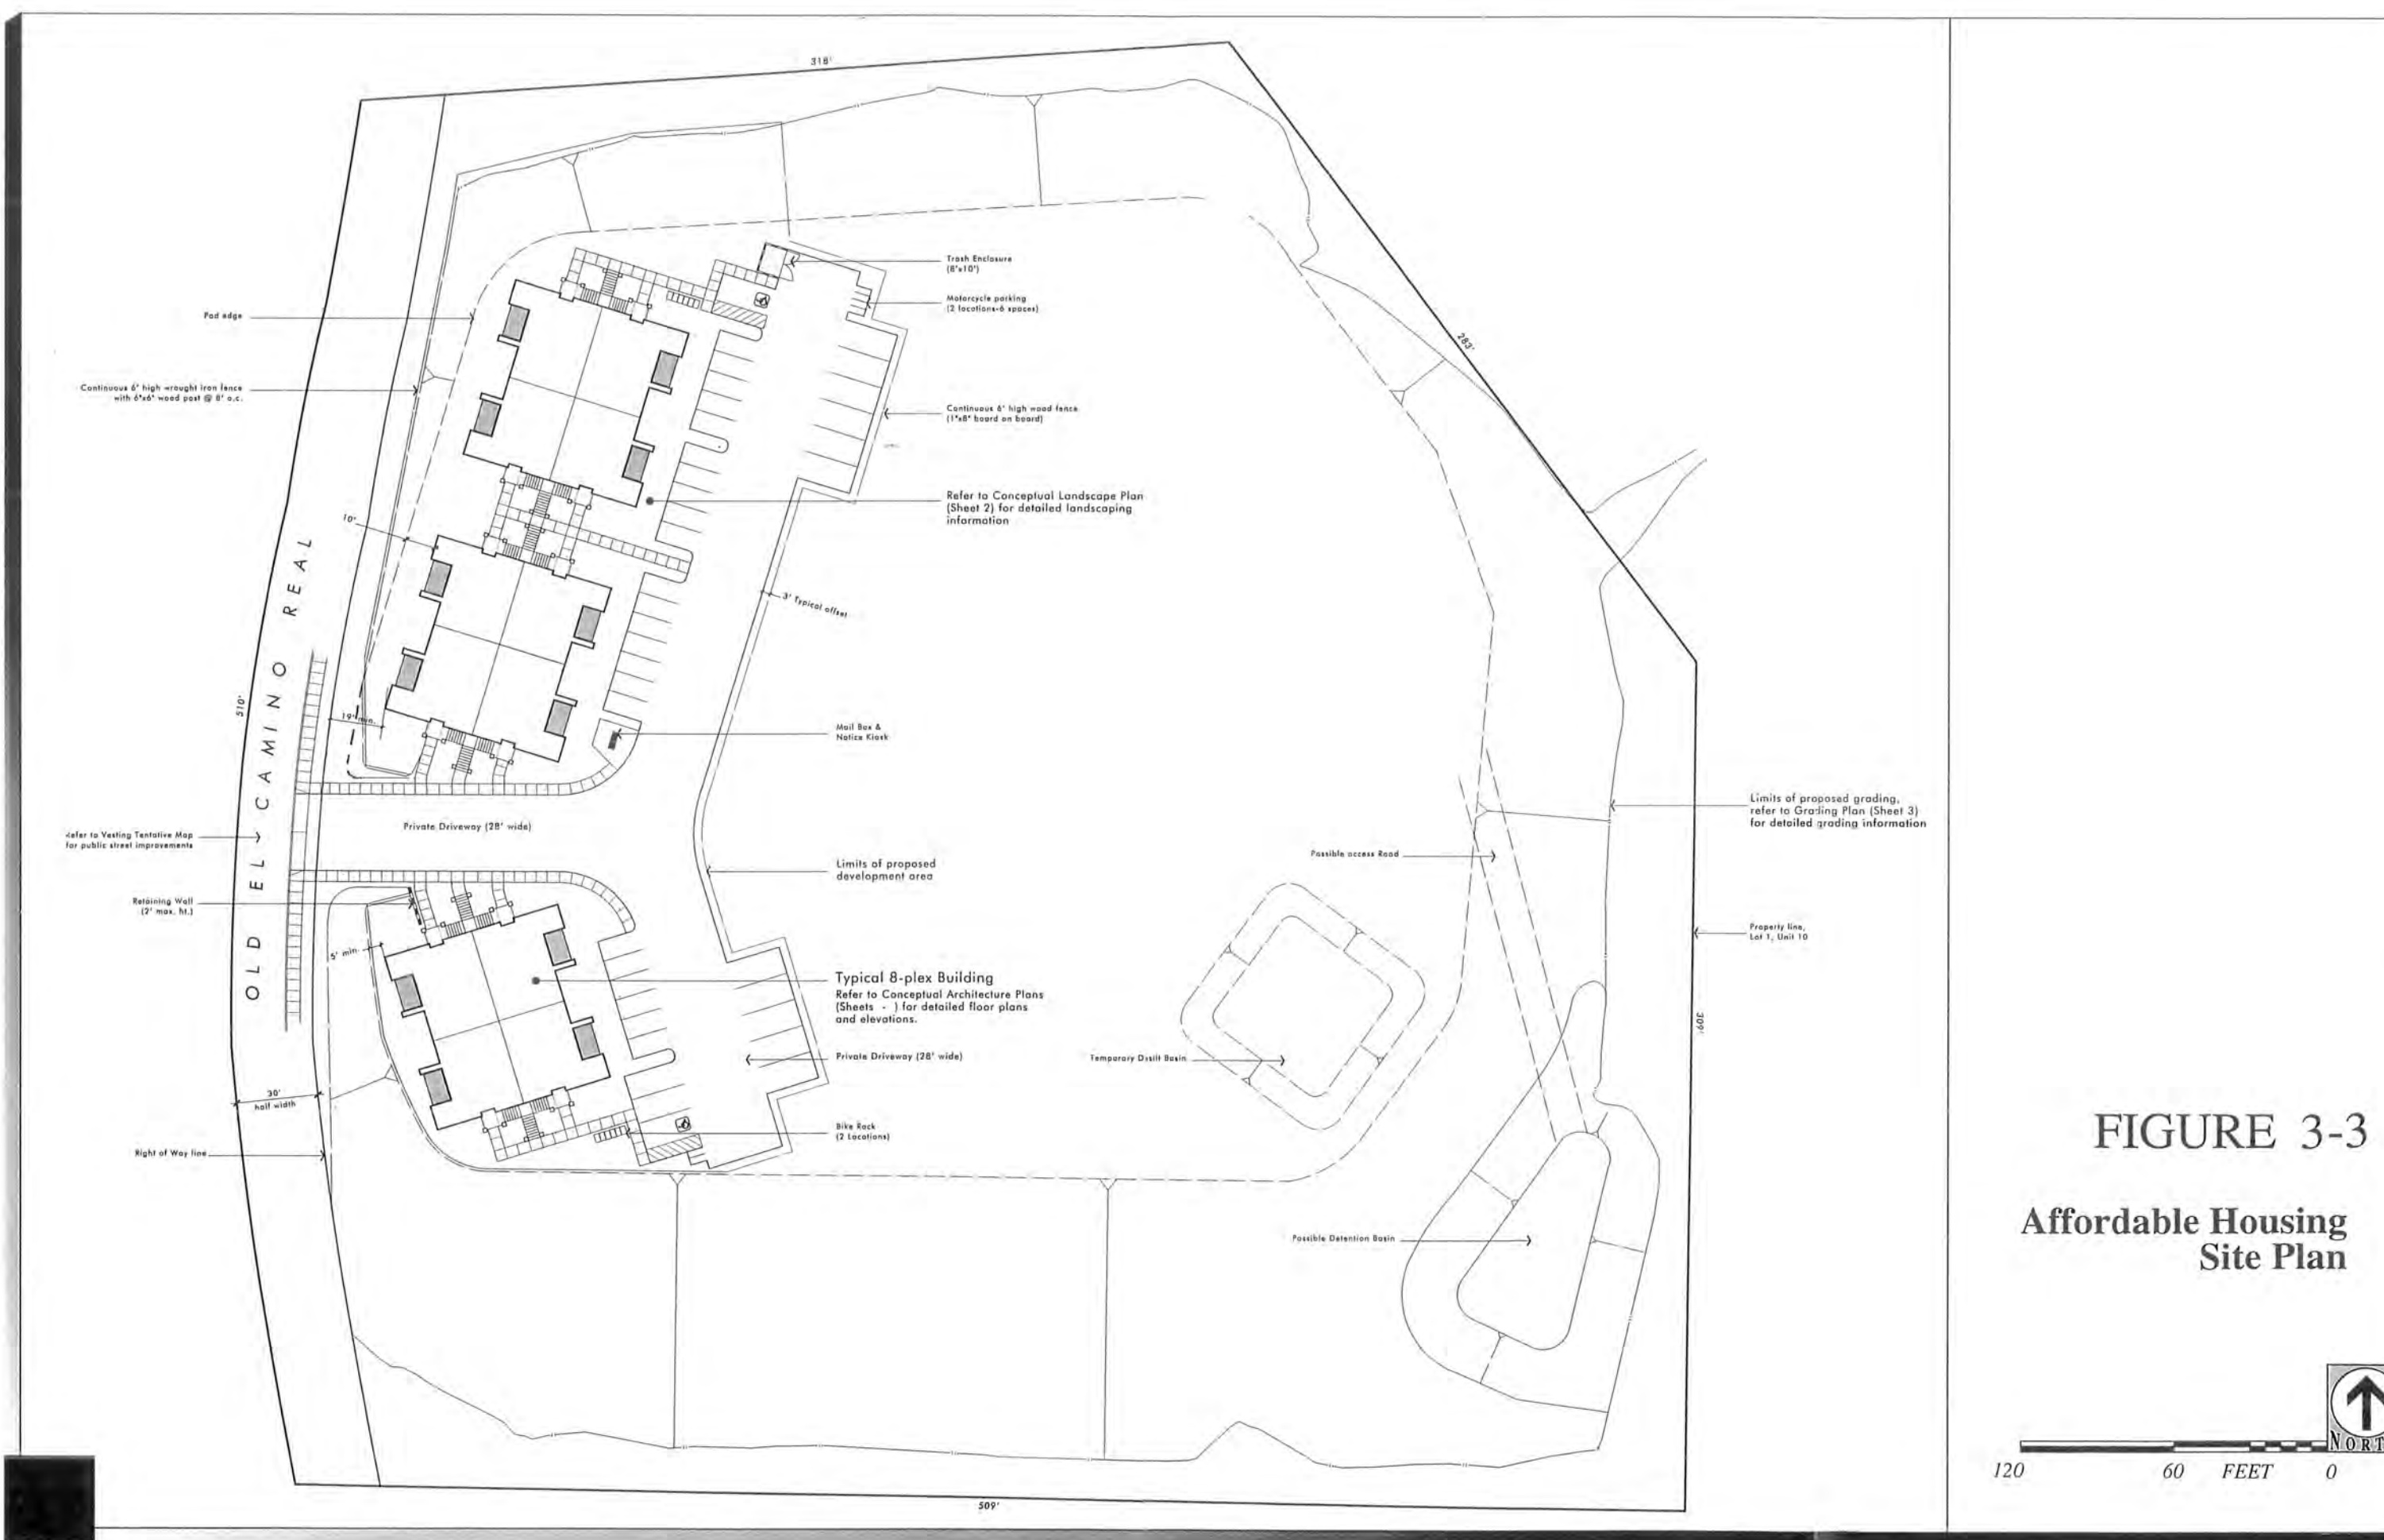 318'
Trash Enclosure
(8'x10')
Motorcycle parking
(2 locations-6 spaces)
Pad edge
283'
Continuous 6' high wrought iron fence
with 6"x6" wood post @ 8' o.c.
Continuous 6' high wood fence
(1"x8" board on board)
Refer to Conceptual Landscape Plan
(Sheet 2) for detailed landscaping
information
10'
3' Typical offset
OLD EL CAMINO REAL
510'
19' min.
Mail Box &
Notice Kiosk
Limits of proposed grading,
refer to Grading Plan (Sheet 3)
for detailed grading information
Private Driveway (28' wide)
Refer to Vesting Tentative Map
for public street improvements
Possible access Road
Limits of proposed
development area
Retaining Wall
(2' max. ht.)
Property line,
Lot 1, Unit 10
5' min.
Typical 8-plex Building
Refer to Conceptual Architecture Plans
(Sheets - ) for detailed floor plans
and elevations.
309'
Private Driveway (28' wide)
Temporary Desilt Basin
30'
half width
Bike Rack
(2 Locations)
Right of Way line
Possible Detention Basin
509'
FIGURE 3-3
Affordable Housing
Site Plan
NORT
120 60 FEET 0